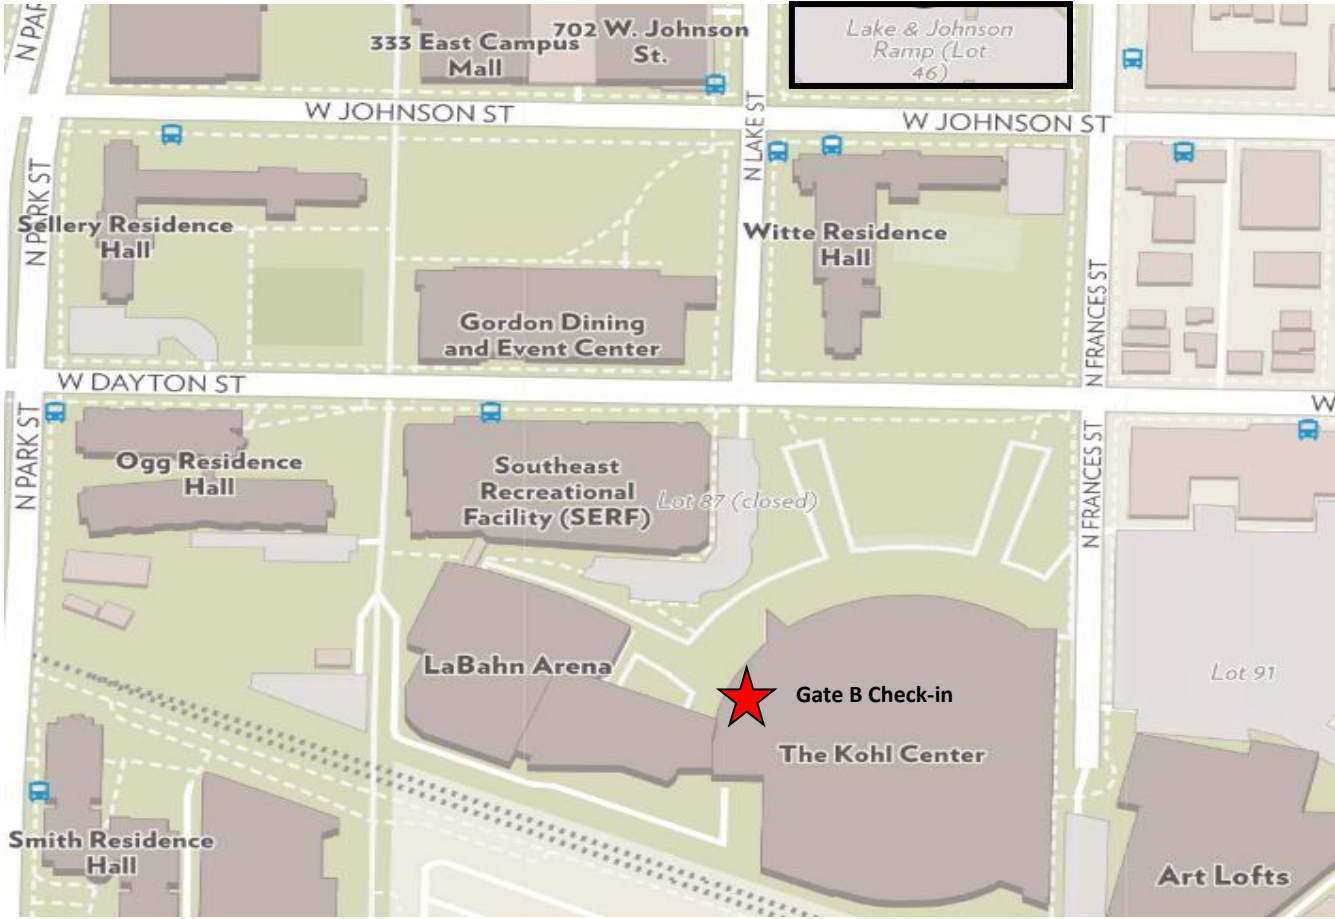 N PAR
333 East Campus
Mall
702 W. Johnson
St.
Lake & Johnson
Ramp (Lot
46)
W JOHNSON ST
W JOHNSON ST
N LAKE ST
N PARK ST
Sellery Residence
Hall
Witte Residence
Hall
N FRANCES ST
Gordon Dining
and Event Center
W DAYTON ST
W
N PARK ST
Ogg Residence
Hall
Southeast
Recreational
Facility (SERF)
Lot 87 (closed)
N FRANCES ST
LaBahn Arena
Gate B Check-in
Lot 91
The Kohl Center
Smith Residence
Hall
Art Lofts